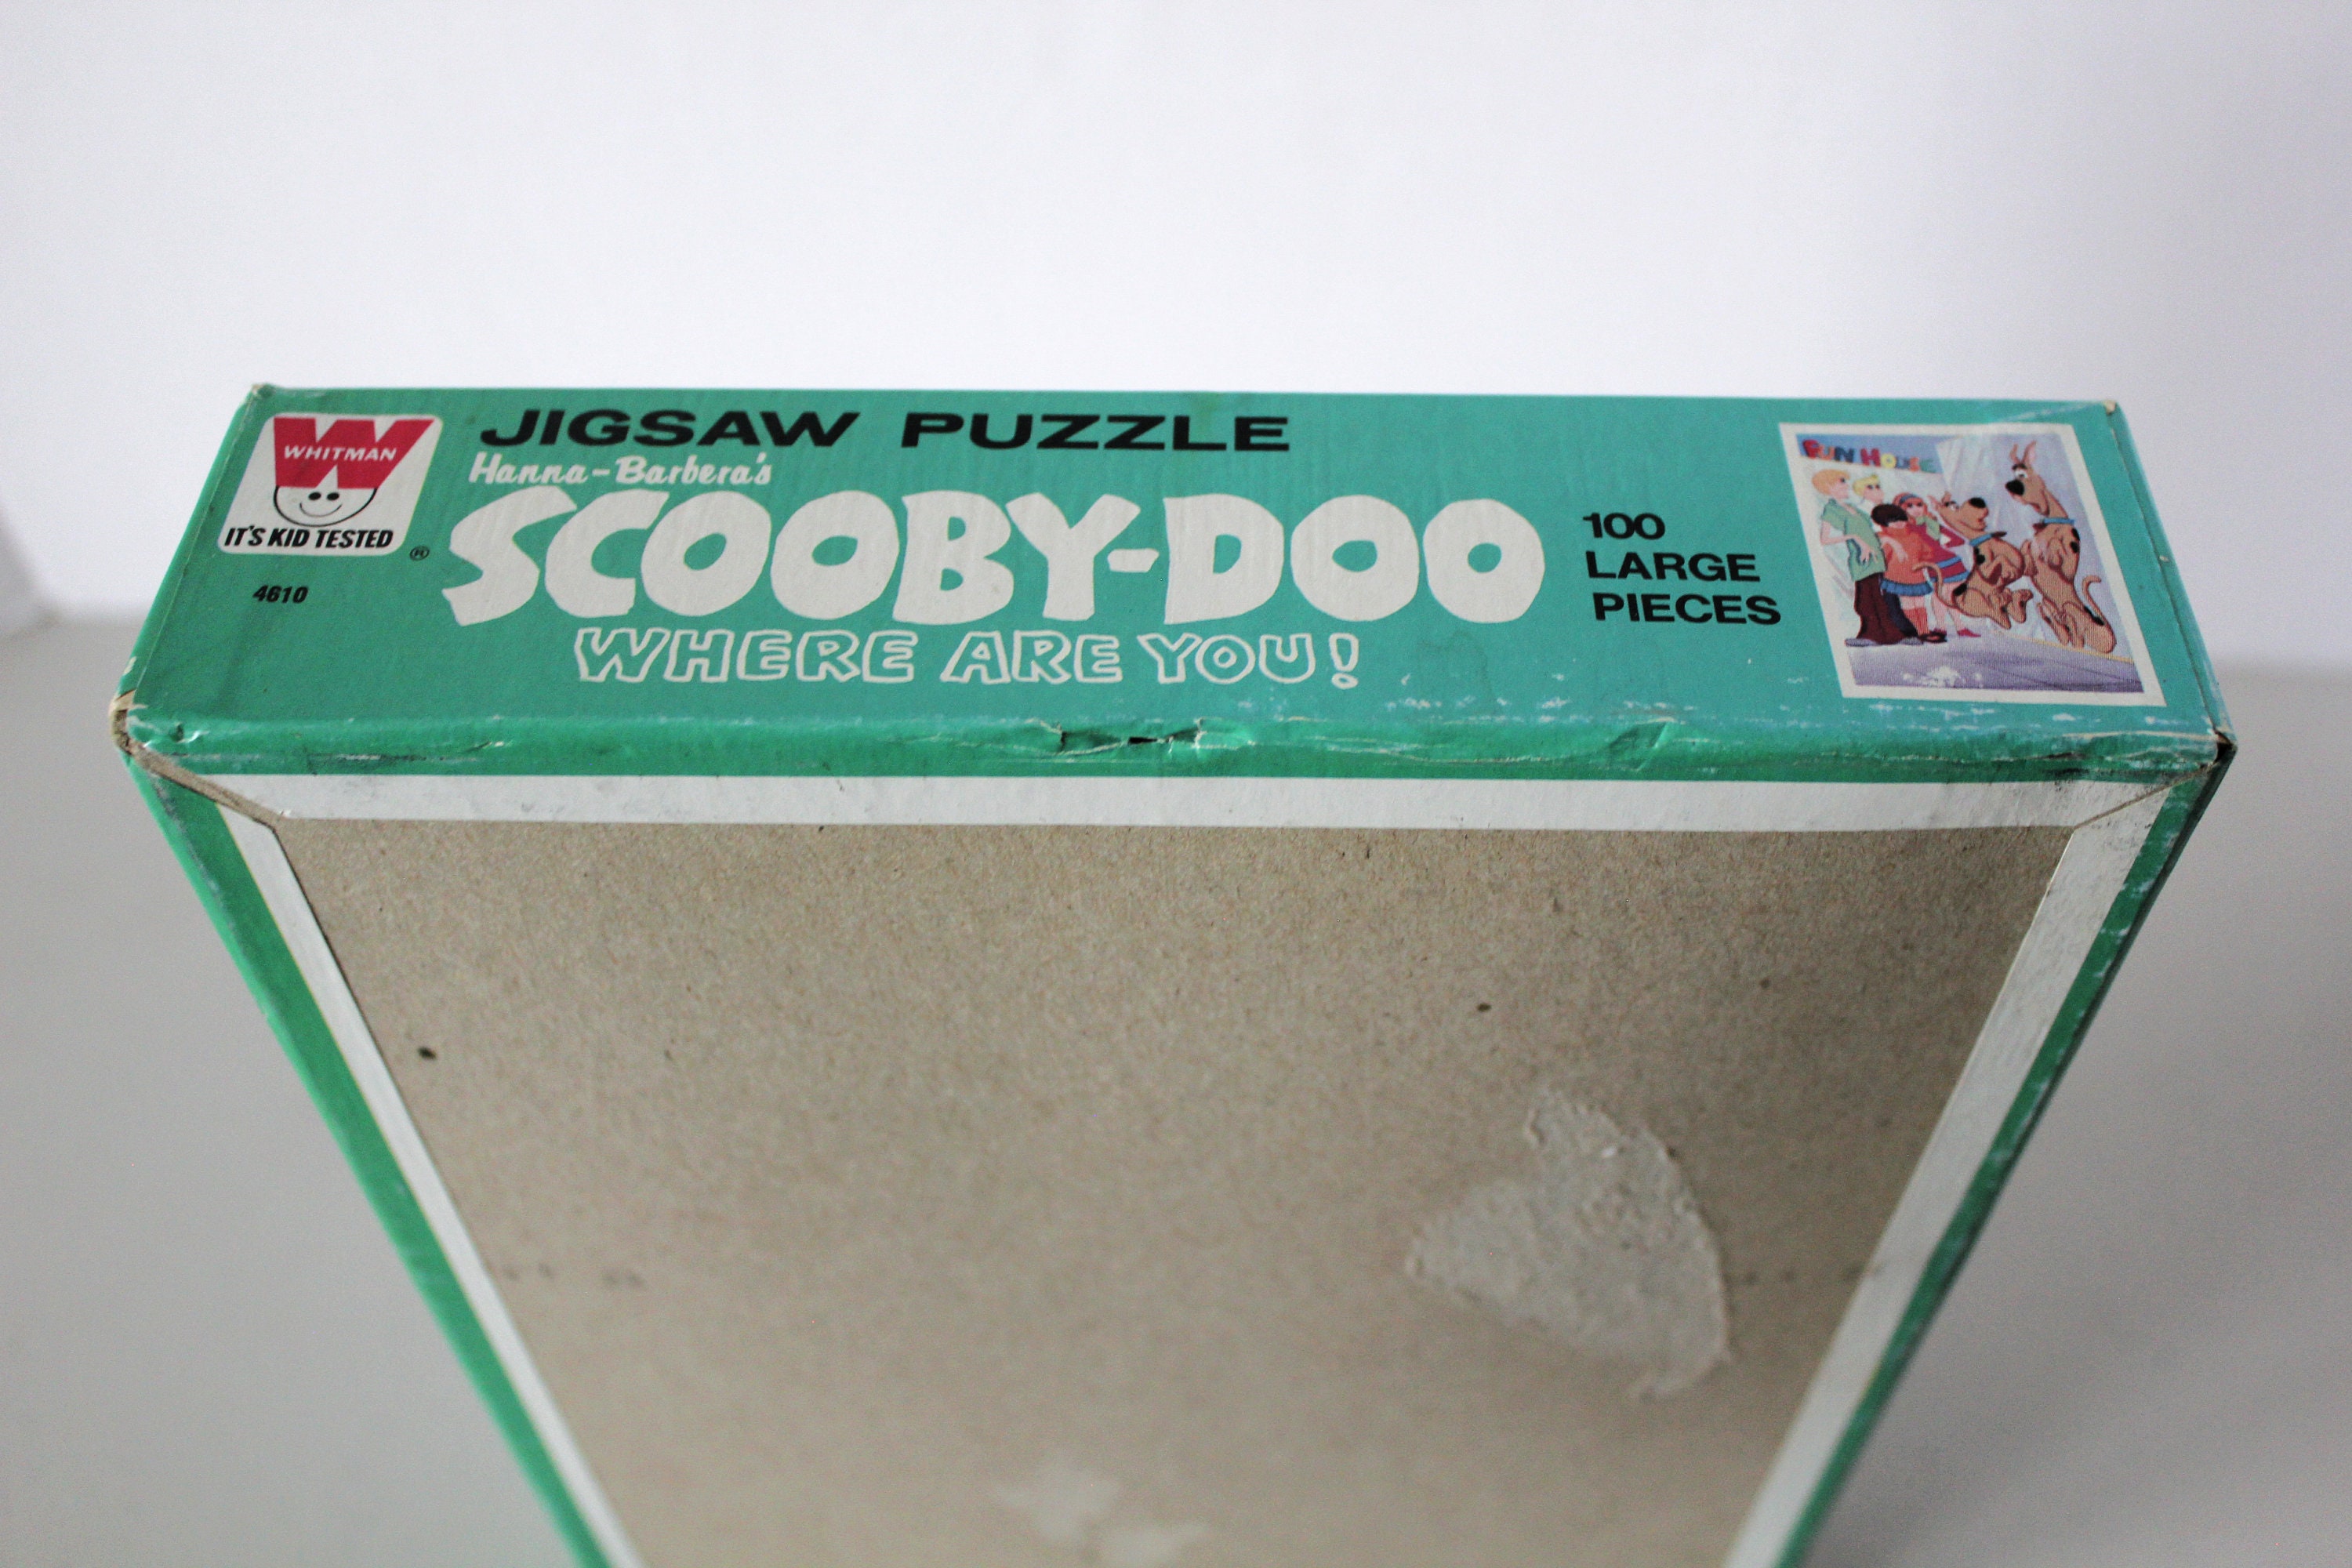 WHITMAN
IT'S KID TESTED
®
4610
JIGSAW PUZZLE
Hanna-Barbera's
SCOOBY-DOO
WHERE ARE YOU!
100
LARGE
PIECES
FUN HOUSE